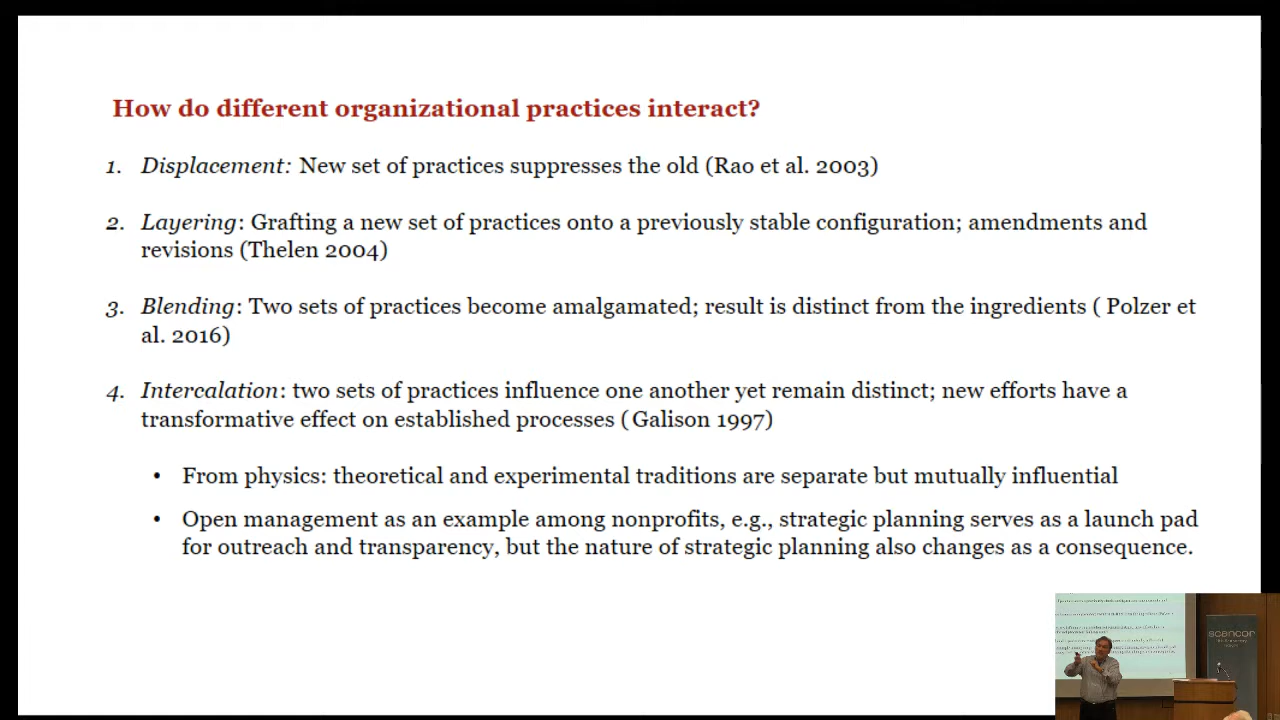 How do different organizational practices interact?
1. Displacement: New set of practices suppresses the old (Rao et al. 2003)
2. Layering: Grafting a new set of practices onto a previously stable configuration; amendments and
revisions (Thelen 2004)
3. Blending: Two sets of practices become amalgamated; result is distinct from the ingredients ( Polzer et
al. 2016)
4. Intercalation: two sets of practices influence one another yet remain distinct; new efforts have a
transformative effect on established processes (Galison 1997)
• From physics: theoretical and experimental traditions are separate but mutually influential
• Open management as an example among nonprofits, e.g., strategic planning serves as a launch pad
for outreach and transparency, but the nature of strategic planning also changes as a consequence.
scancor